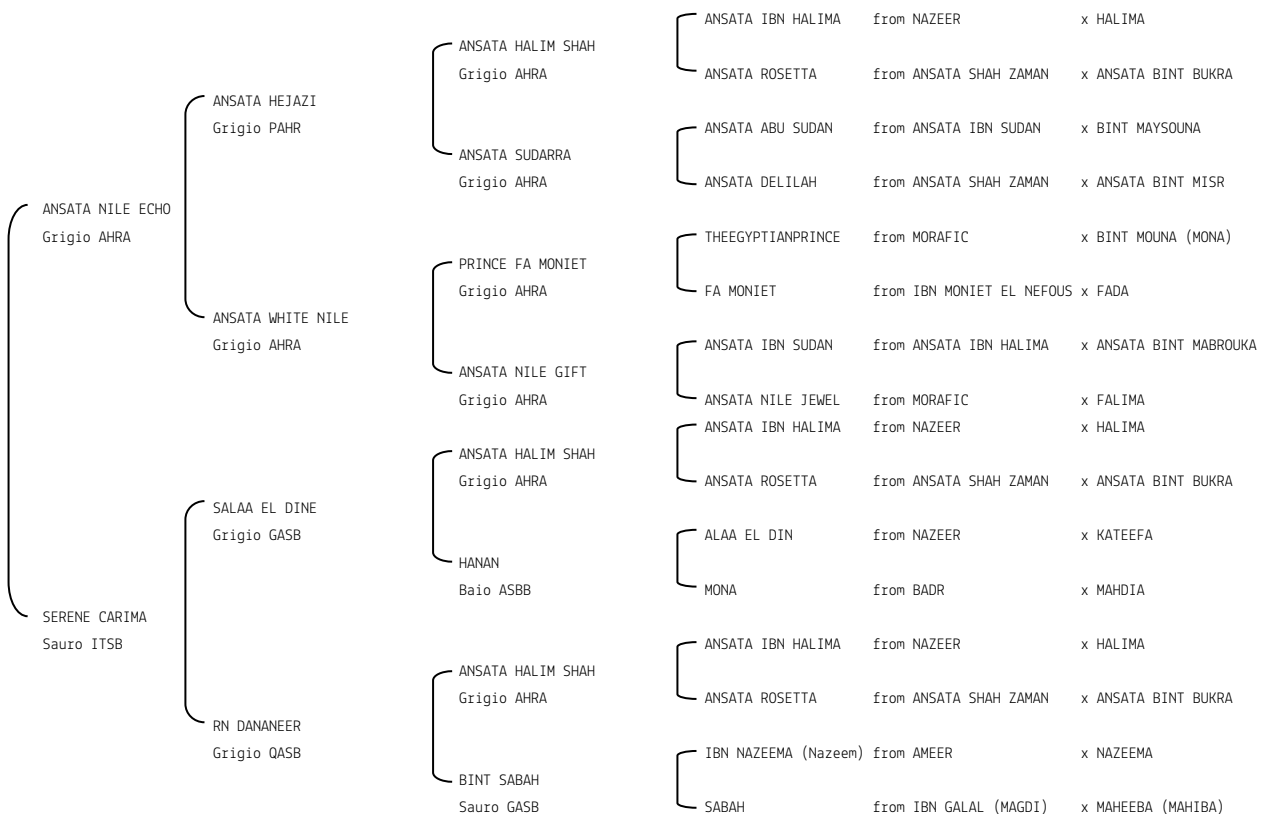 ANSATA IBN HALIMA from NAZEER x HALIMA
ANSATA HALIM SHAH
Grigio AHRA
ANSATA ROSETTA from ANSATA SHAH ZAMAN x ANSATA BINT BUKRA
ANSATA HEJAZI
Grigio PAHR
ANSATA ABU SUDAN from ANSATA IBN SUDAN x BINT MAYSOUNA
ANSATA SUDARRA
Grigio AHRA
ANSATA DELILAH from ANSATA SHAH ZAMAN x ANSATA BINT MISR
ANSATA NILE ECHO
Grigio AHRA
THEEGYPTIANPRINCE from MORAFIC x BINT MOUNA (MONA)
PRINCE FA MONIET
Grigio AHRA
FA MONIET from IBN MONIET EL NEFOUS x FADA
ANSATA WHITE NILE
Grigio AHRA
ANSATA IBN SUDAN from ANSATA IBN HALIMA x ANSATA BINT MABROUKA
ANSATA NILE GIFT
Grigio AHRA
ANSATA NILE JEWEL from MORAFIC x FALIMA
ANSATA IBN HALIMA from NAZEER x HALIMA
ANSATA HALIM SHAH
Grigio AHRA
ANSATA ROSETTA from ANSATA SHAH ZAMAN x ANSATA BINT BUKRA
SALAA EL DINE
Grigio GASB
ALAA EL DIN from NAZEER x KATEEFA
HANAN
Baio ASBB
MONA from BADR x MAHDIA
SERENE CARIMA
Sauro ITSB
ANSATA IBN HALIMA from NAZEER x HALIMA
ANSATA HALIM SHAH
Grigio AHRA
ANSATA ROSETTA from ANSATA SHAH ZAMAN x ANSATA BINT BUKRA
RN DANANEER
Grigio QASB
IBN NAZEEMA (Nazeem) from AMEER x NAZEEMA
BINT SABAH
Sauro GASB
SABAH from IBN GALAL (MAGDI) x MAHEEBA (MAHIBA)